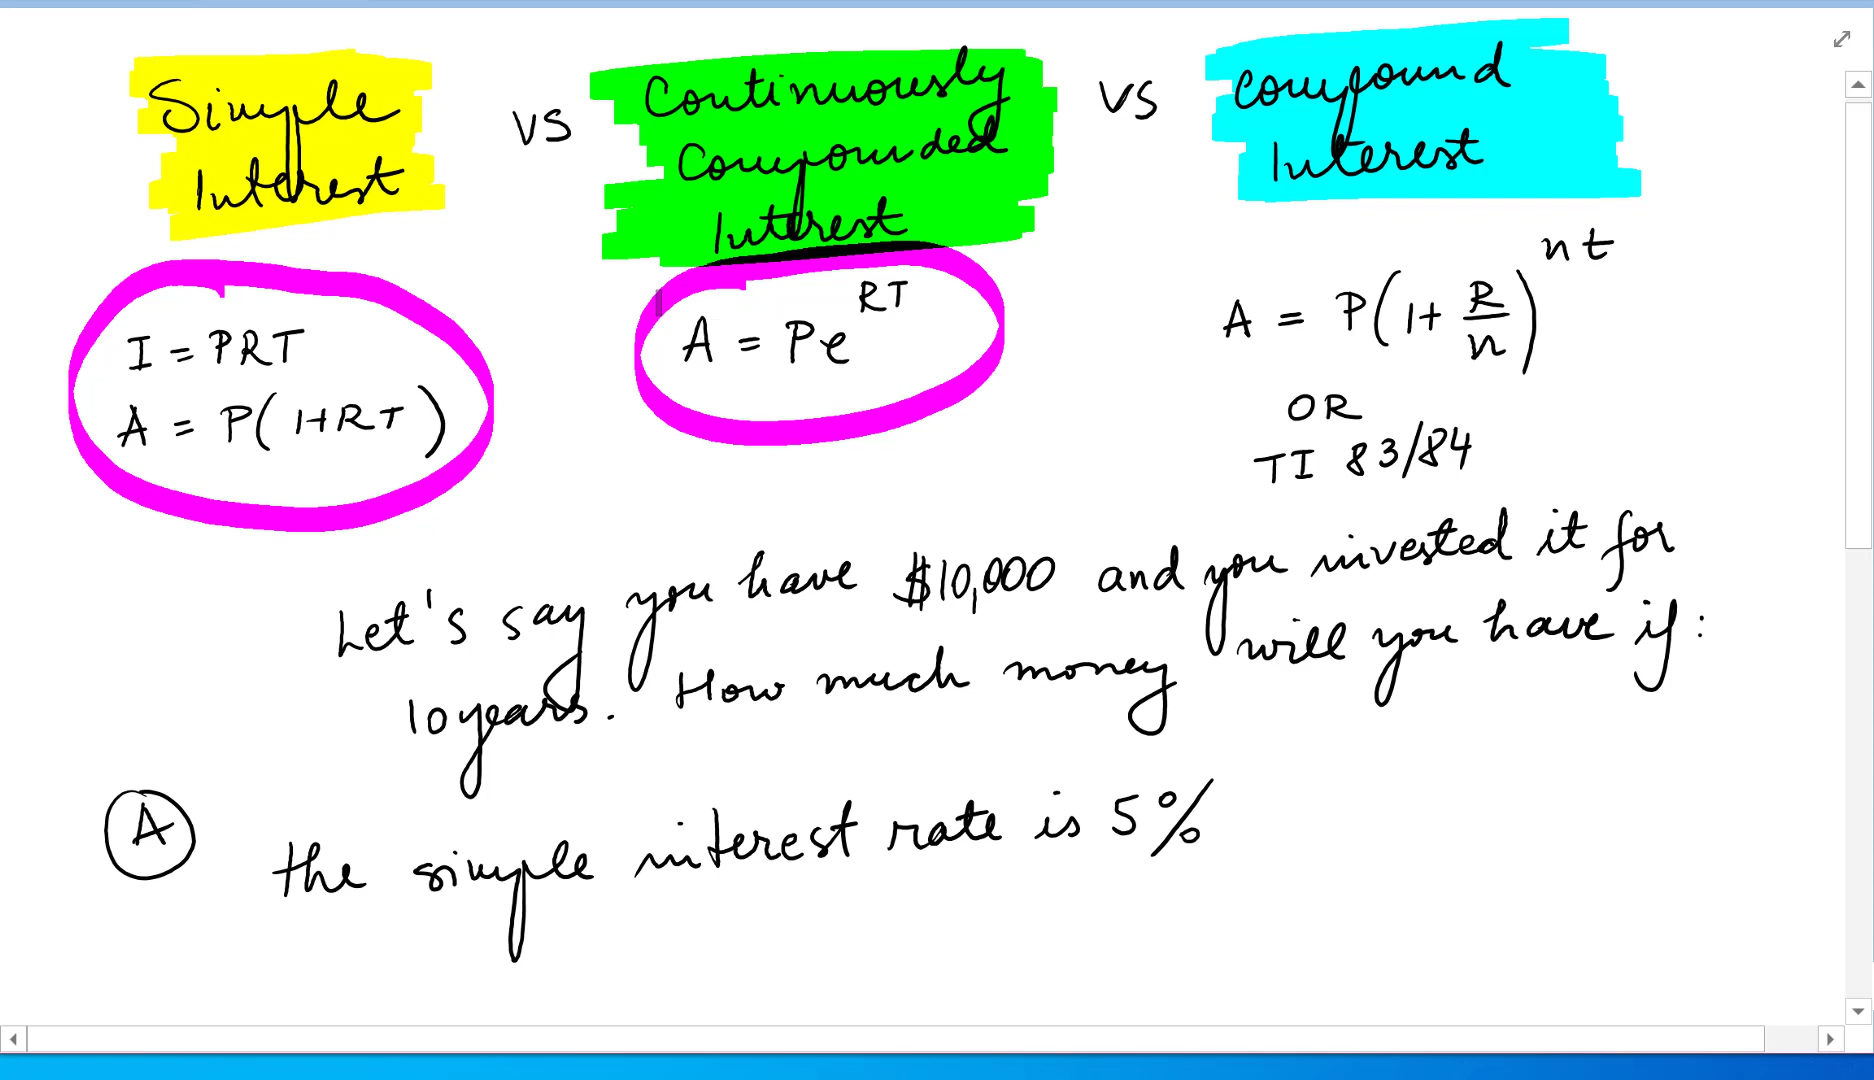 Simple
Interest
vs
Continuously
Compounded
Interest
vs
Compound
Interest
I = PRT
A = P(1+RT)
A = Pe^RT
A = P(1+R/n)^nt
OR
TI 83/84
Let's say you have $10,000 and you invested it for
10 years. How much money will you have if:
A the simple interest rate is 5%